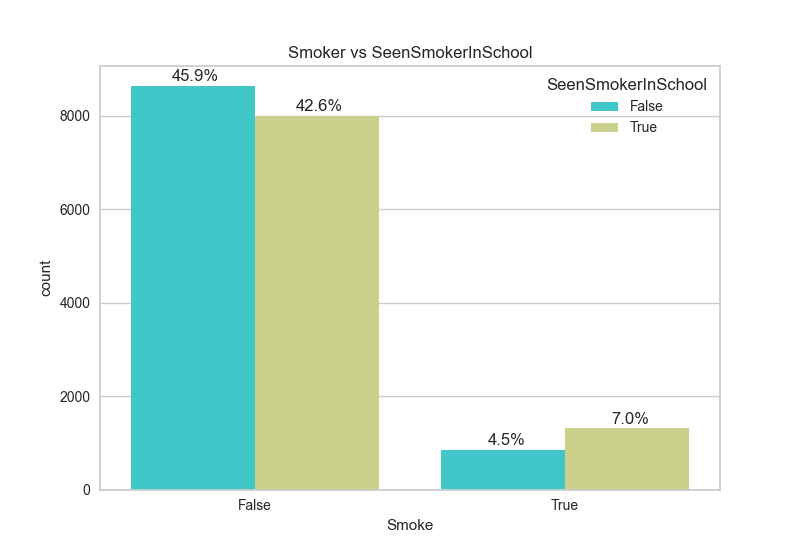 Smoker vs SeenSmokerInSchool
45.9%
42.6%
SeenSmokerInSchool
False
True
8000
6000
4000
2000
0
count
4.5%
7.0%
False
True
Smoke